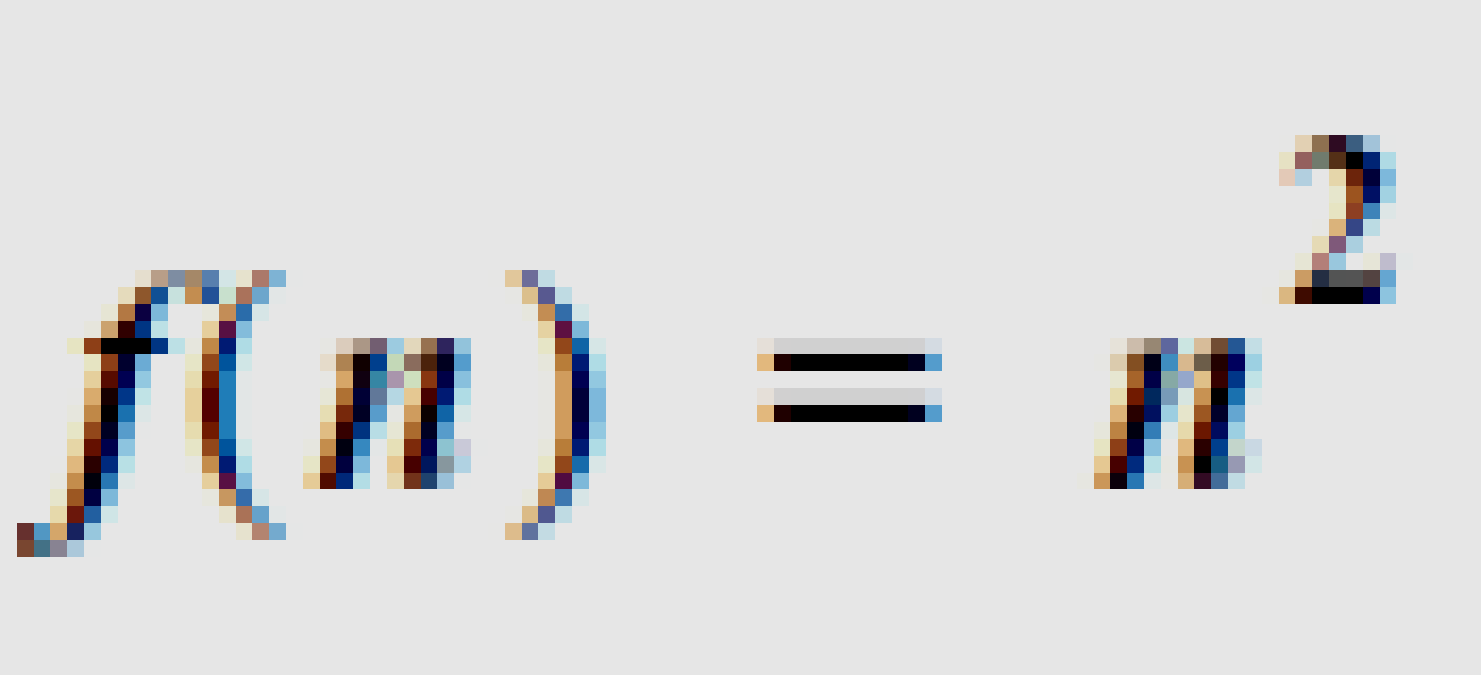 f(n) = n²